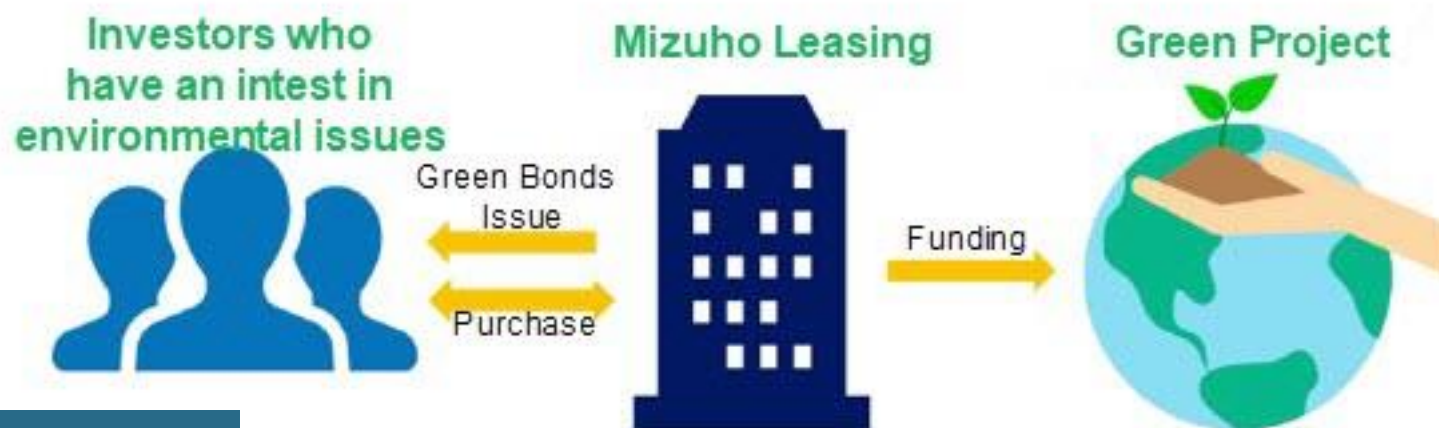 Investors who
have an intest in
environmental issues
Mizuho Leasing
Green Project
Green Bonds
Issue
Purchase
Funding